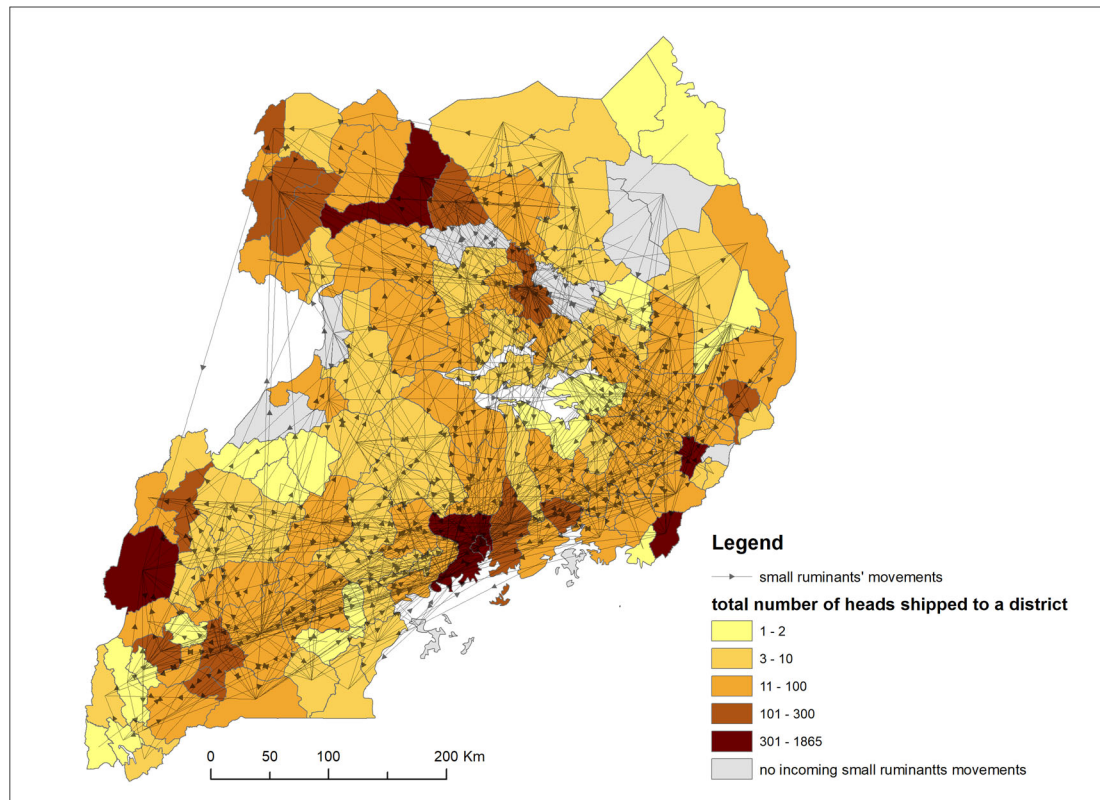 Legend
small ruminants' movements
total number of heads shipped to a district
1 - 2
3 - 10
11 - 100
101 - 300
301 - 1865
no incoming small ruminantts movements
0 50 100 200 Km